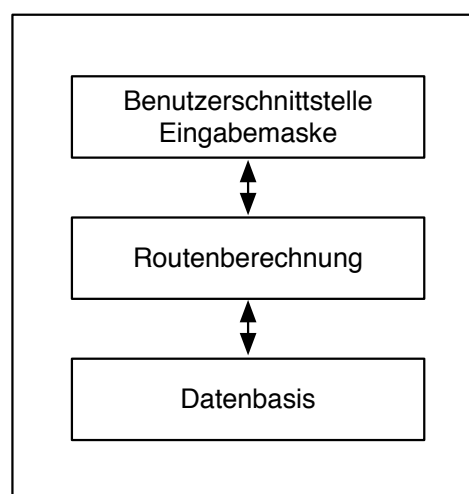 Benutzerschnittstelle
Eingabemaske
Routenberechnung
Datenbasis